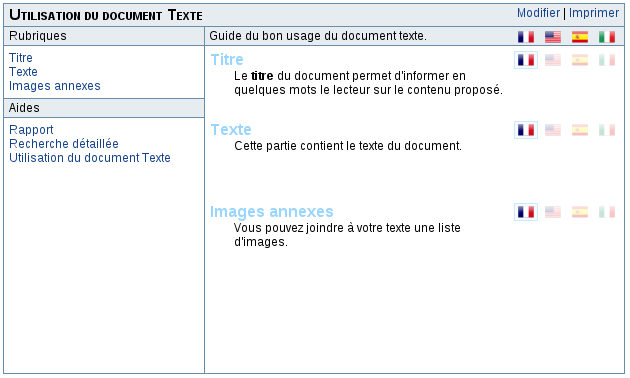 Utilisation du document Texte
Modifier | Imprimer
Rubriques
Guide du bon usage du document texte.
Titre
Texte
Images annexes
Aides
Rapport
Recherche détaillée
Utilisation du document Texte
Titre
Le titre du document permet d'informer en
quelques mots le lecteur sur le contenu proposé.
Texte
Cette partie contient le texte du document.
Images annexes
Vous pouvez joindre à votre texte une liste
d'images.